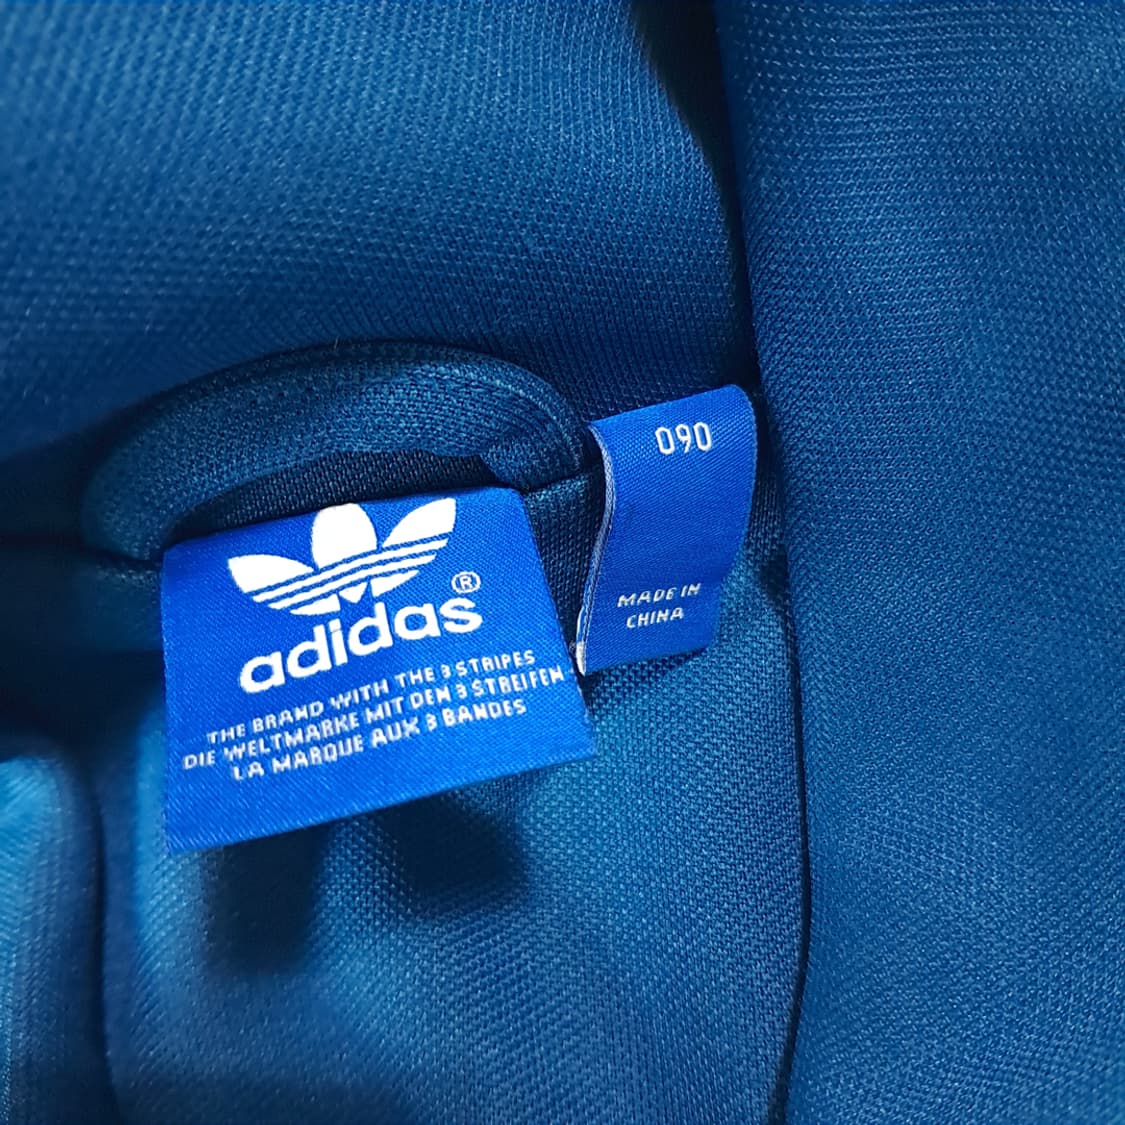 adidas®
THE BRAND WITH THE 3 STRIPES
DIE WELTMARKE MIT DEN 3 STREIFEN
LA MARQUE AUX 3 BANDES
090
MADE IN
CHINA